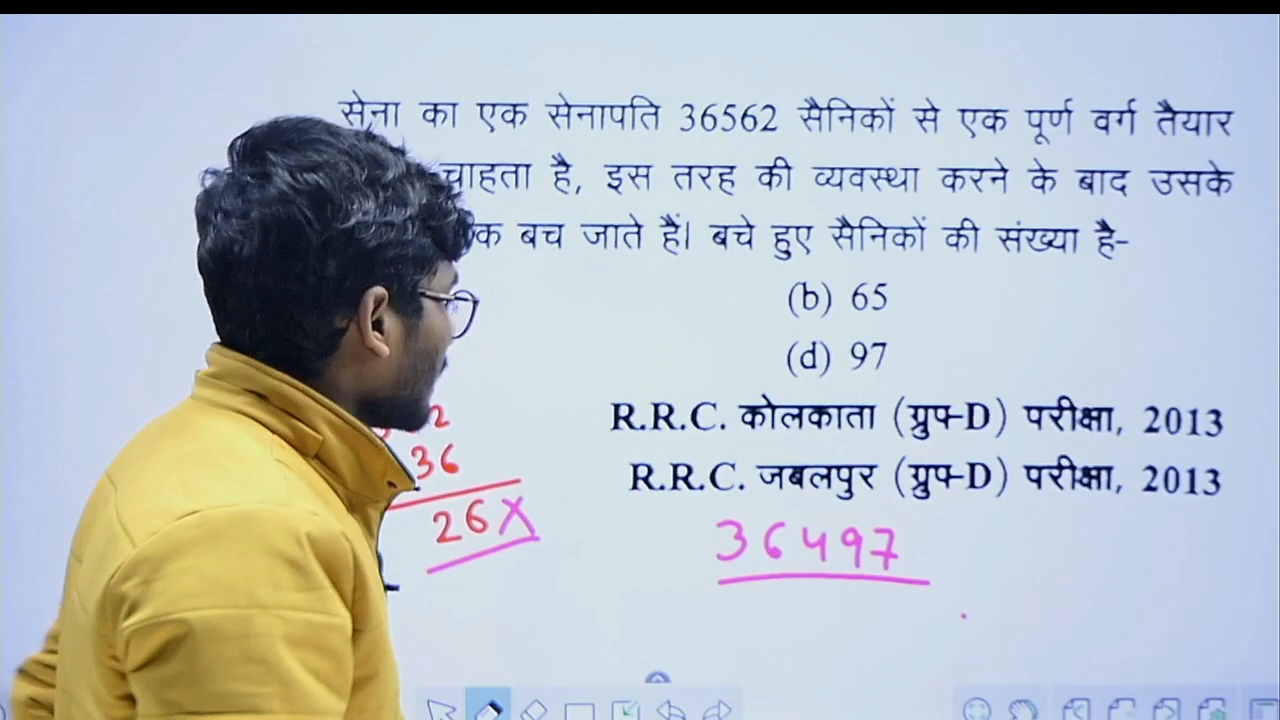 सेना का एक सेनापति 36562 सैनिकों से एक पूर्ण वर्ग तैयार
चाहता है, इस तरह की व्यवस्था करने के बाद उसके
बच जाते हैं। बचे हुए सैनिकों की संख्या है-
(b) 65
(d) 97
R.R.C. कोलकाता (ग्रुप-D) परीक्षा, 2013
R.R.C. जबलपुर (ग्रुप-D) परीक्षा, 2013
2
36
26X
36497